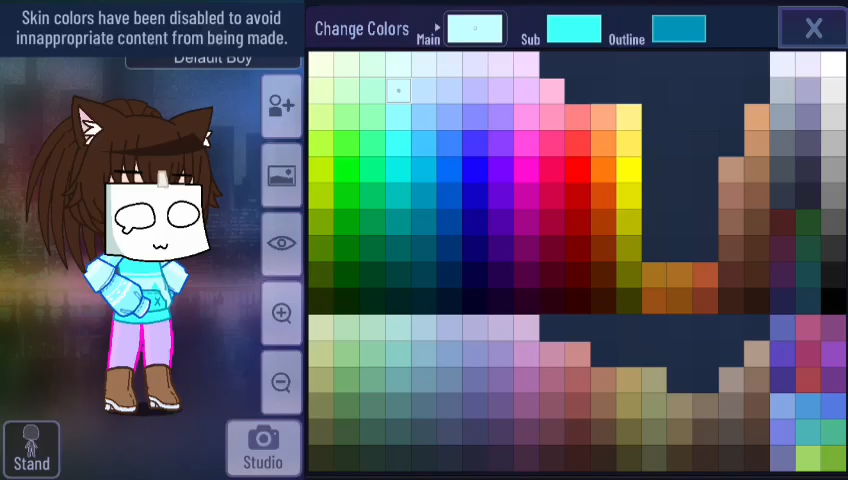 Skin colors have been disabled to avoid
innappropriate content from being made.
Default Boy
Change Colors
Main
Sub
Outline
X
X
Stand
Studio